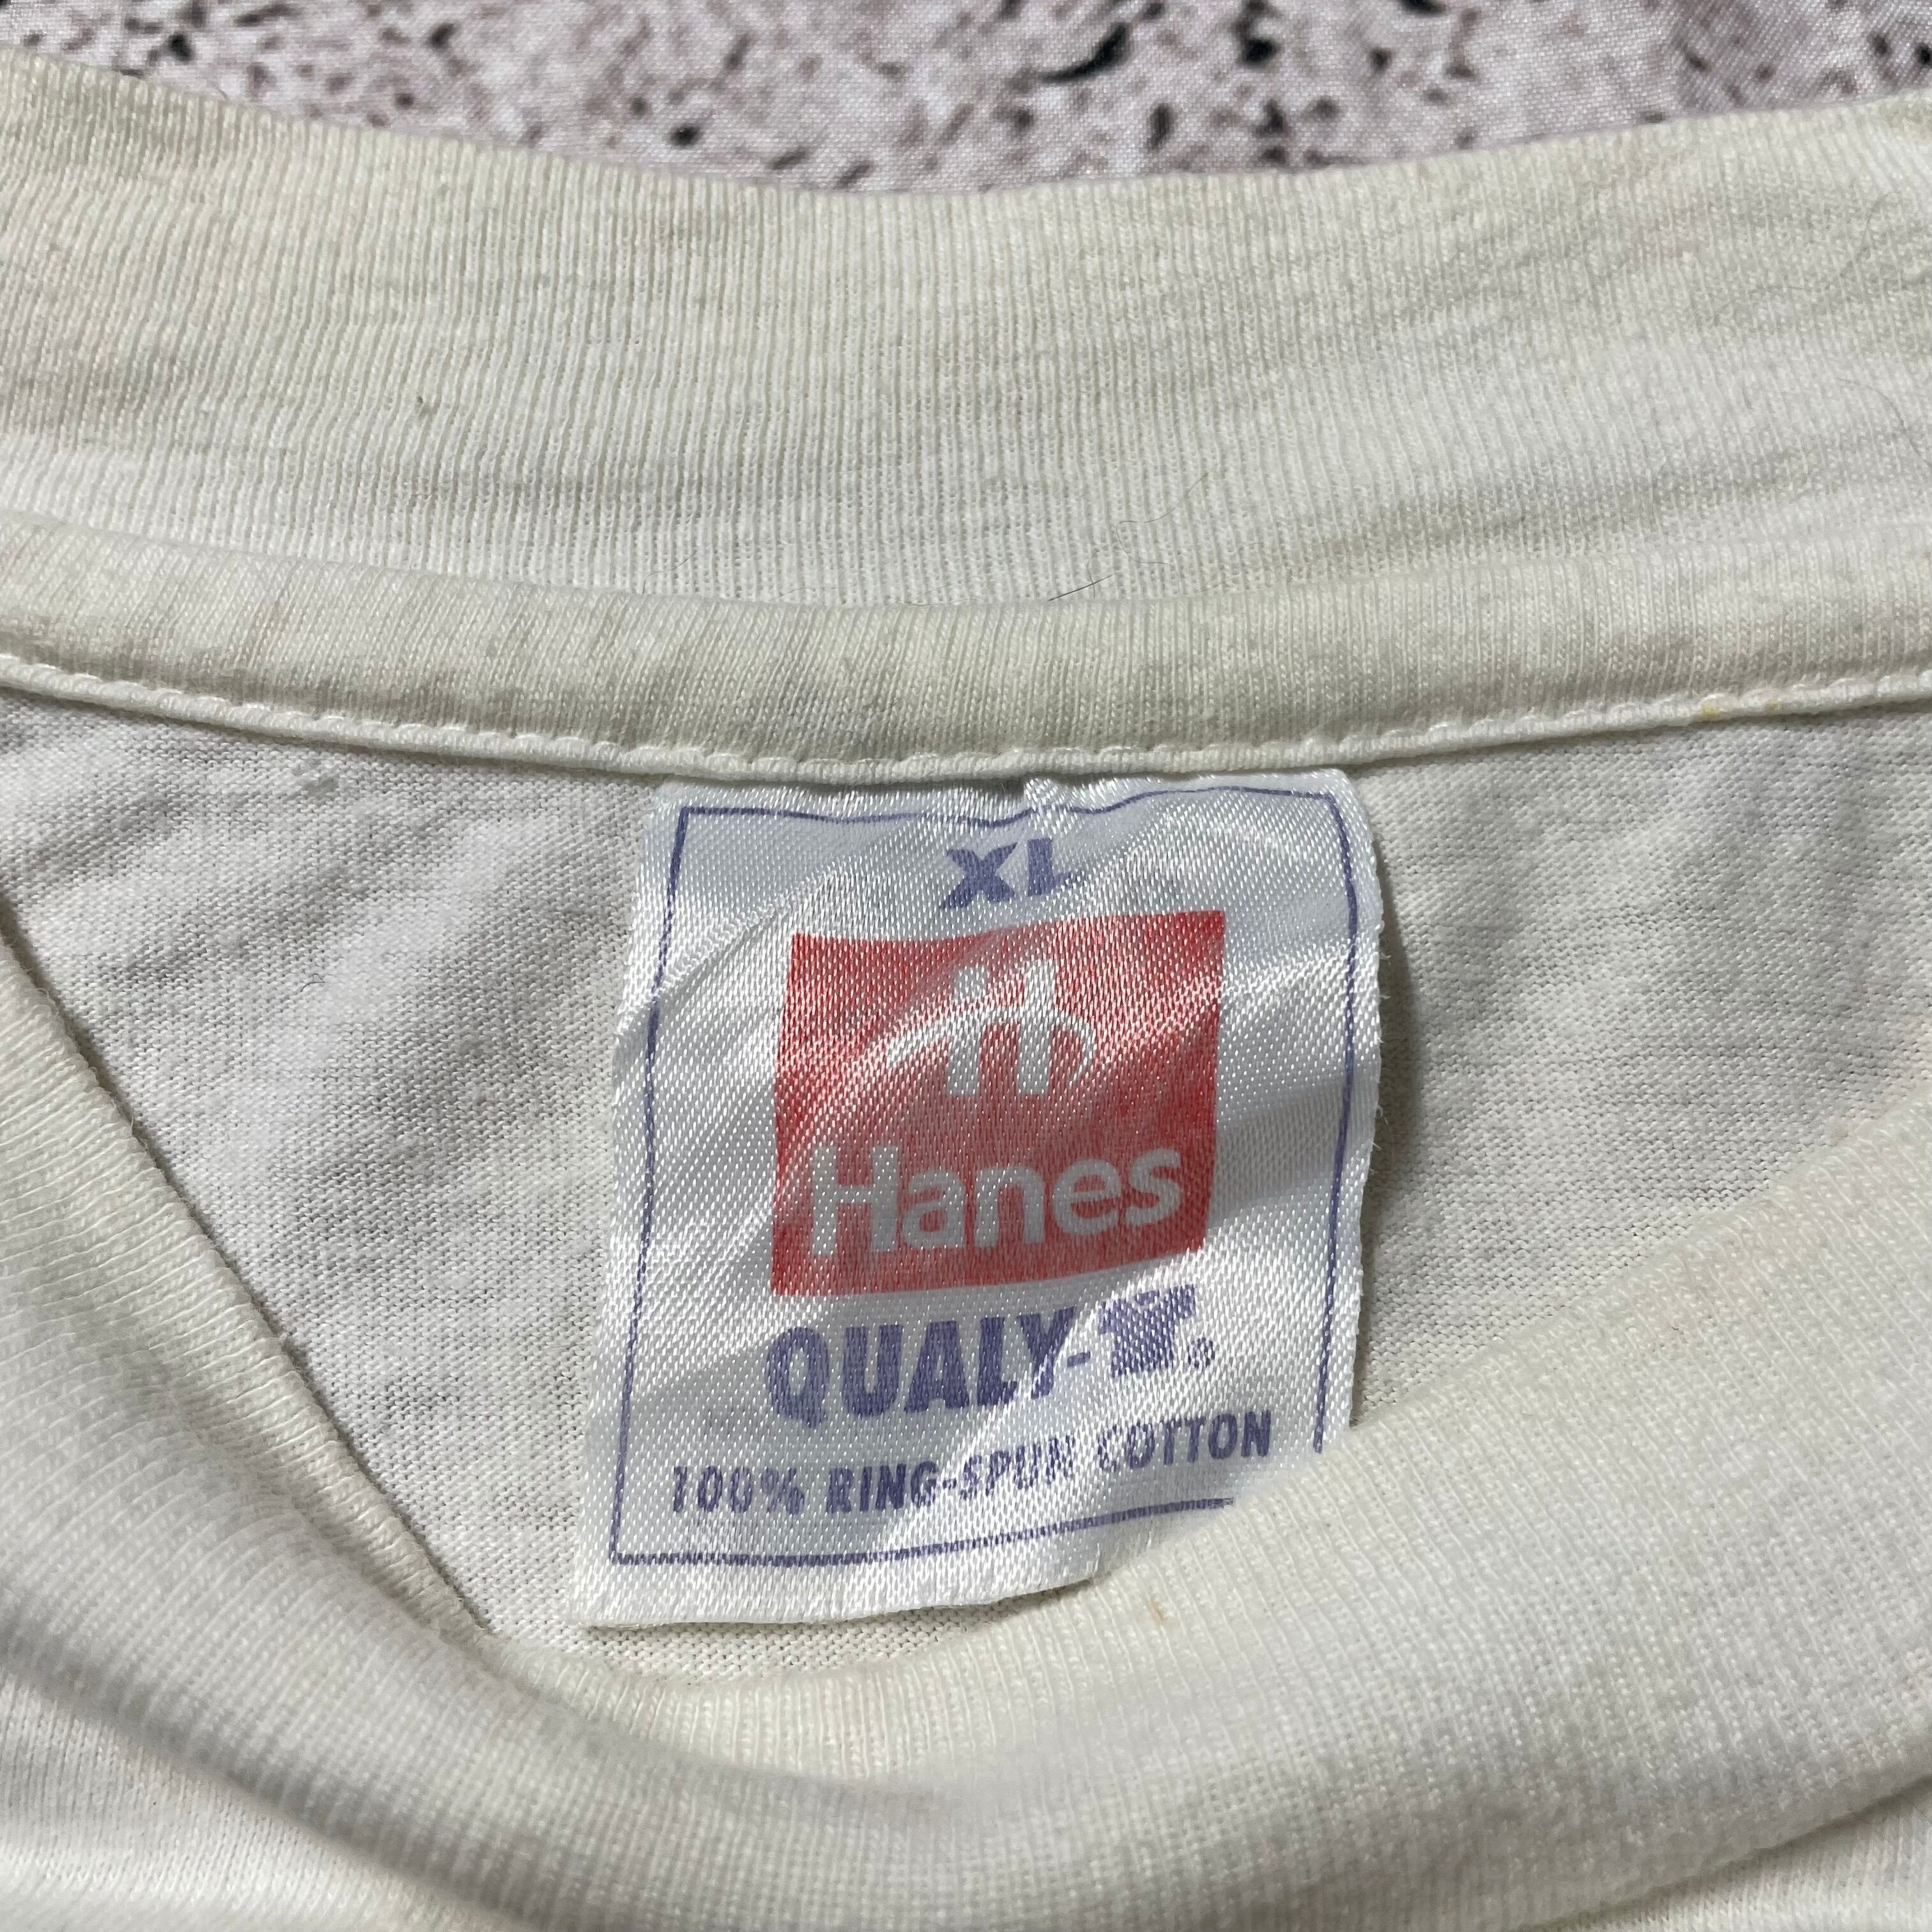 XL
H
Hanes
QUALY-T®
100% RING-SPUN COTTON